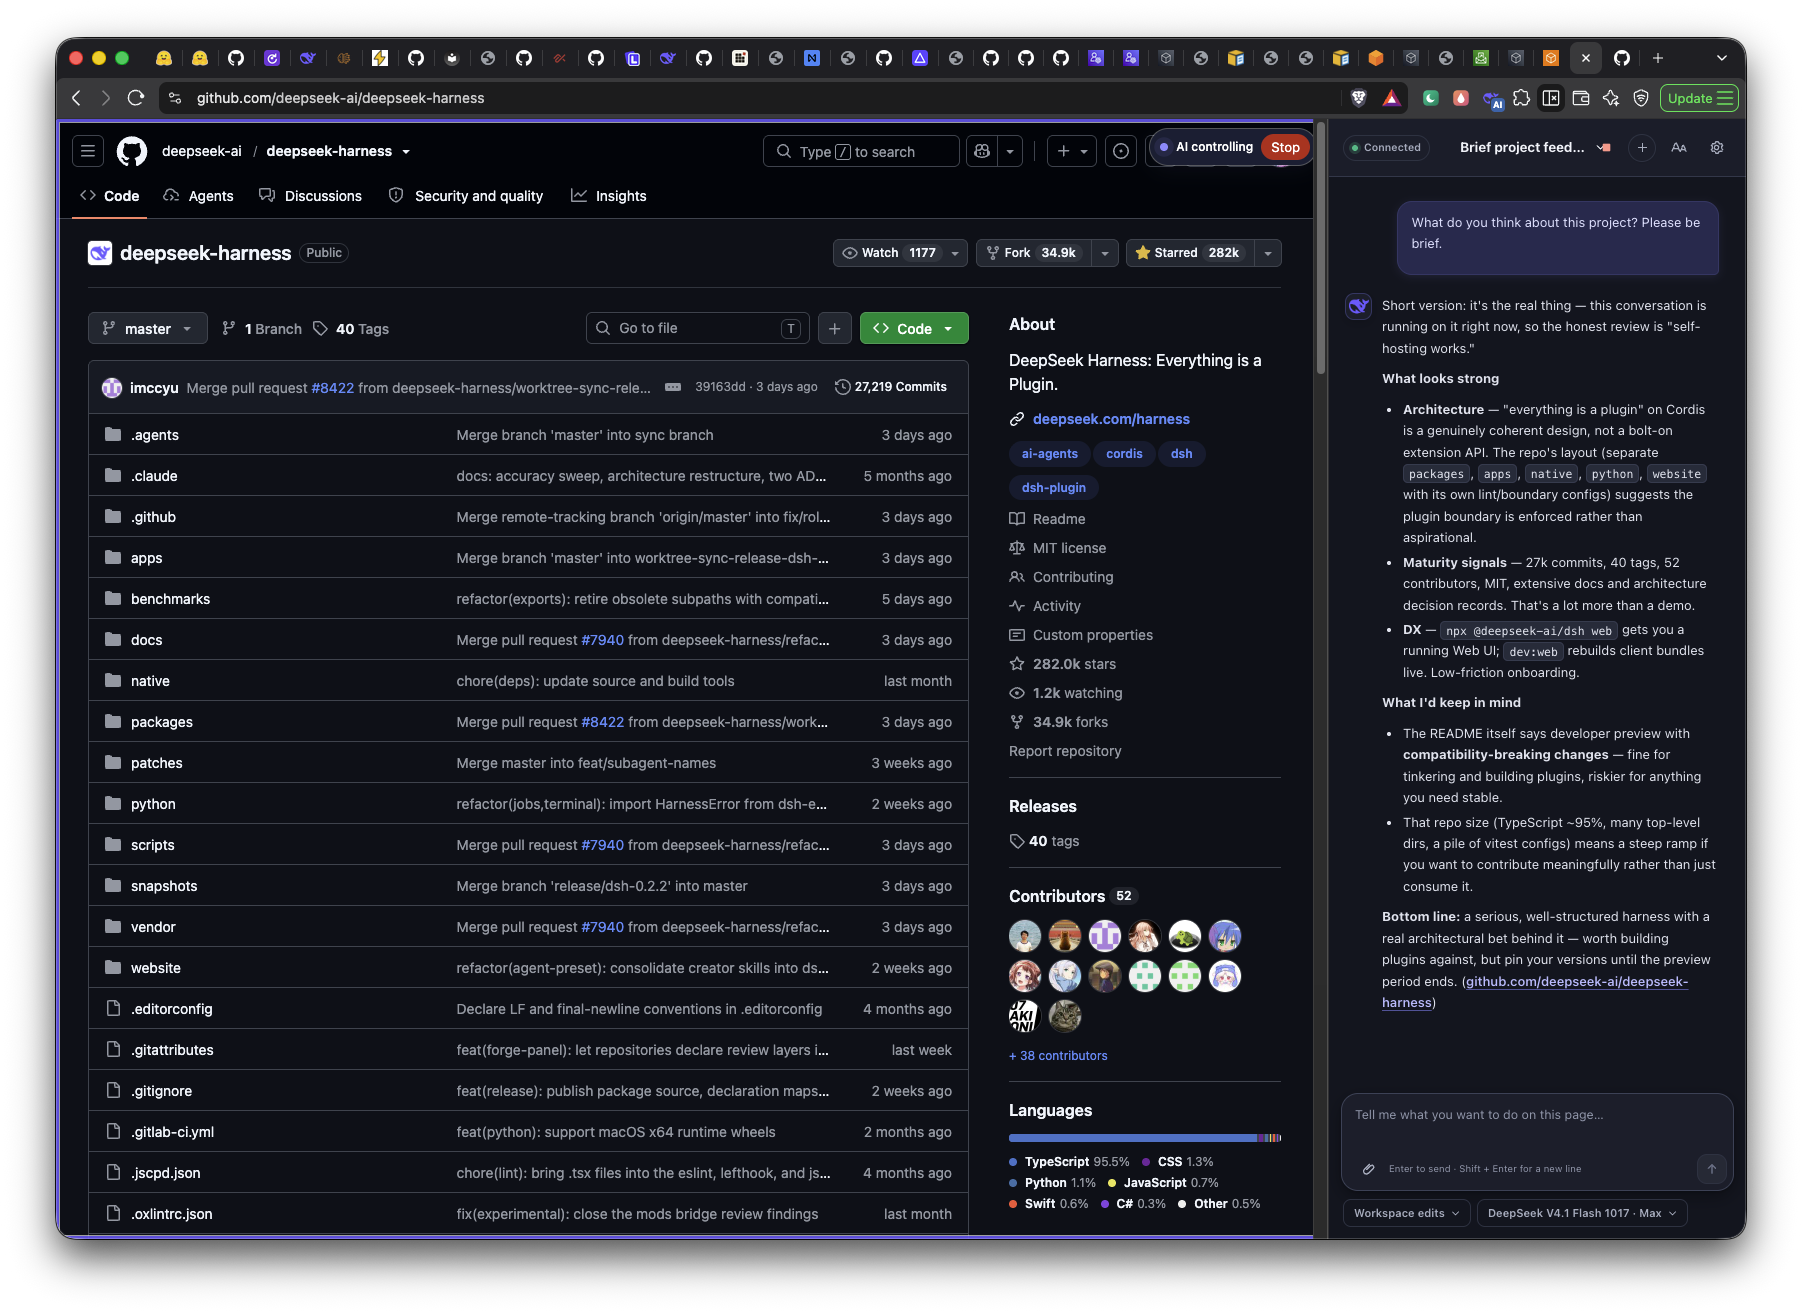 github.com/deepseek-ai/deepseek-harness
AI
Update
deepseek-ai / deepseek-harness
Type / to search
AI controlling
Stop
Code
Agents
Discussions
Security and quality
Insights
deepseek-harness
Public
Watch 1177
Fork 34.9k
Starred 282k
master
1 Branch
40 Tags
Go to file
T
Code
imccyu Merge pull request #8422 from deepseek-harness/worktree-sync-rele... 39163dd · 3 days ago 27,219 Commits
.agents Merge branch 'master' into sync branch 3 days ago
.claude docs: accuracy sweep, architecture restructure, two AD... 5 months ago
.github Merge remote-tracking branch 'origin/master' into fix/rol... 3 days ago
apps Merge branch 'master' into worktree-sync-release-dsh-... 3 days ago
benchmarks refactor(exports): retire obsolete subpaths with compati... 5 days ago
docs Merge pull request #7940 from deepseek-harness/refac... 3 days ago
native chore(deps): update source and build tools last month
packages Merge pull request #8422 from deepseek-harness/work... 3 days ago
patches Merge master into feat/subagent-names 3 weeks ago
python refactor(jobs,terminal): import HarnessError from dsh-e... 2 weeks ago
scripts Merge pull request #7940 from deepseek-harness/refac... 3 days ago
snapshots Merge branch 'release/dsh-0.2.2' into master 3 days ago
vendor Merge pull request #7940 from deepseek-harness/refac... 3 days ago
website refactor(agent-preset): consolidate creator skills into ds... 2 weeks ago
.editorconfig Declare LF and final-newline conventions in .editorconfig 4 months ago
.gitattributes feat(forge-panel): let repositories declare review layers i... last week
.gitignore feat(release): publish package source, declaration maps... 2 weeks ago
.gitlab-ci.yml feat(python): support macOS x64 runtime wheels 2 months ago
.jscpd.json chore(lint): bring .tsx files into the eslint, lefthook, and js... 4 months ago
.oxlintrc.json fix(experimental): close the mods bridge review findings last month
About
DeepSeek Harness: Everything is a
Plugin.
deepseek.com/harness
ai-agents cordis dsh
dsh-plugin
Readme
MIT license
Contributing
Activity
Custom properties
282.0k stars
1.2k watching
34.9k forks
Report repository
Releases
40 tags
Contributors 52
+ 38 contributors
Languages
TypeScript 95.5% CSS 1.3%
Python 1.1% JavaScript 0.7%
Swift 0.6% C# 0.3% Other 0.5%
Connected
Brief project feed...
AA
What do you think about this project? Please be
brief.
Short version: it's the real thing — this conversation is
running on it right now, so the honest review is "self-
hosting works."
What looks strong
• Architecture — "everything is a plugin" on Cordis
is a genuinely coherent design, not a bolt-on
extension API. The repo's layout (separate
packages, apps, native, python, website
with its own lint/boundary configs) suggests the
plugin boundary is enforced rather than
aspirational.
• Maturity signals — 27k commits, 40 tags, 52
contributors, MIT, extensive docs and architecture
decision records. That's a lot more than a demo.
• DX — npx @deepseek-ai/dsh web gets you a
running Web UI; dev:web rebuilds client bundles
live. Low-friction onboarding.
What I'd keep in mind
• The README itself says developer preview with
compatibility-breaking changes — fine for
tinkering and building plugins, riskier for anything
you need stable.
• That repo size (TypeScript ~95%, many top-level
dirs, a pile of vitest configs) means a steep ramp if
you want to contribute meaningfully rather than just
consume it.
Bottom line: a serious, well-structured harness with a
real architectural bet behind it — worth building
plugins against, but pin your versions until the preview
period ends. (github.com/deepseek-ai/deepseek-
harness)
Tell me what you want to do on this page...
Enter to send · Shift + Enter for a new line
Workspace edits
DeepSeek V4.1 Flash 1017 · Max